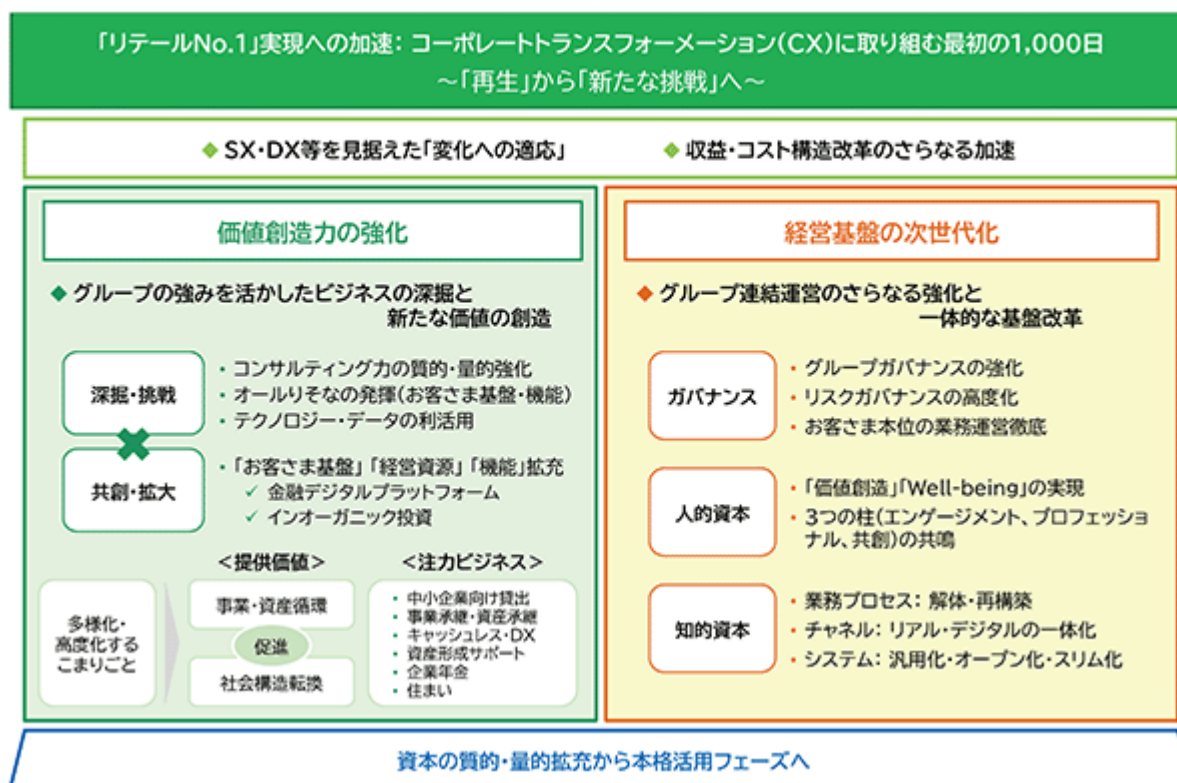 「リテールNo.1」実現への加速： コーポレートトランスフォーメーション（CX）に取り組む最初の1,000日
～「再生」から「新たな挑戦」へ～
◆ SX・DX等を見据えた「変化への適応」
◆ 収益・コスト構造改革のさらなる加速
価値創造力の強化
◆ グループの強みを活かしたビジネスの深掘と
新たな価値の創造
深掘・挑戦
・コンサルティング力の質的・量的強化
・オールりそなの発揮（お客さま基盤・機能）
・テクノロジー・データの利活用
共創・拡大
・「お客さま基盤」「経営資源」「機能」拡充
✓ 金融デジタルプラットフォーム
✓ インオーガニック投資
多様化・
高度化する
こまりごと
＜提供価値＞
事業・資産循環
促進
社会構造転換
＜注力ビジネス＞
・中小企業向け貸出
・事業承継・資産承継
・キャッシュレス・DX
・資産形成サポート
・企業年金
・住まい
経営基盤の次世代化
◆ グループ連結運営のさらなる強化と
一体的な基盤改革
ガバナンス
・グループガバナンスの強化
・リスクガバナンスの高度化
・お客さま本位の業務運営徹底
人的資本
・「価値創造」「Well-being」の実現
・3つの柱（エンゲージメント、プロフェッショ
ナル、共創）の共鳴
知的資本
・業務プロセス： 解体・再構築
・チャネル： リアル・デジタルの一体化
・システム： 汎用化・オープン化・スリム化
資本の質的・量的拡充から本格活用フェーズへ